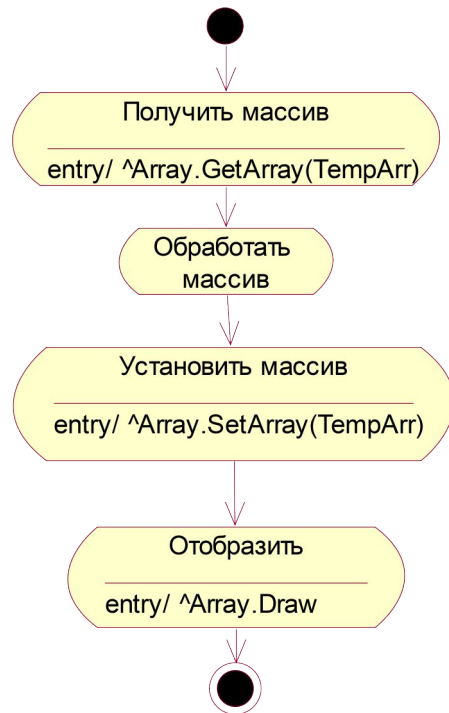 Получить массив
entry/ ^Array.GetArray(TempArr)
Обработать
массив
Установить массив
entry/ ^Array.SetArray(TempArr)
Отобразить
entry/ ^Array.Draw